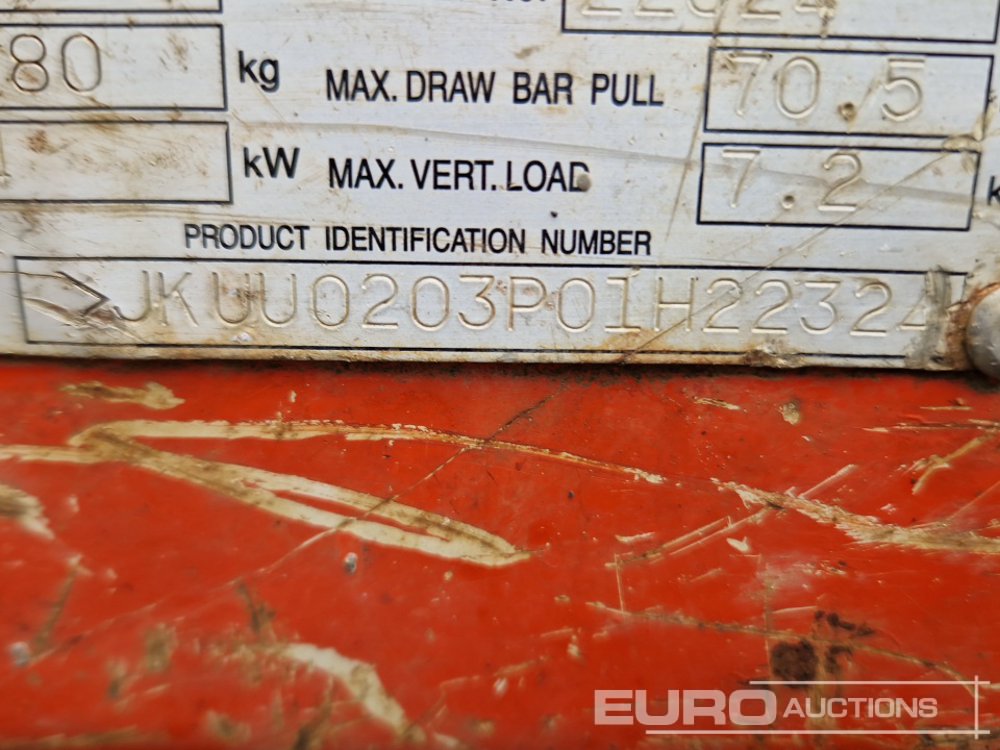 80 kg MAX. DRAW BAR PULL 70.5
kW MAX. VERT. LOAD 7.2
PRODUCT IDENTIFICATION NUMBER
JKUU0203P01H22324
EURO AUCTIONS